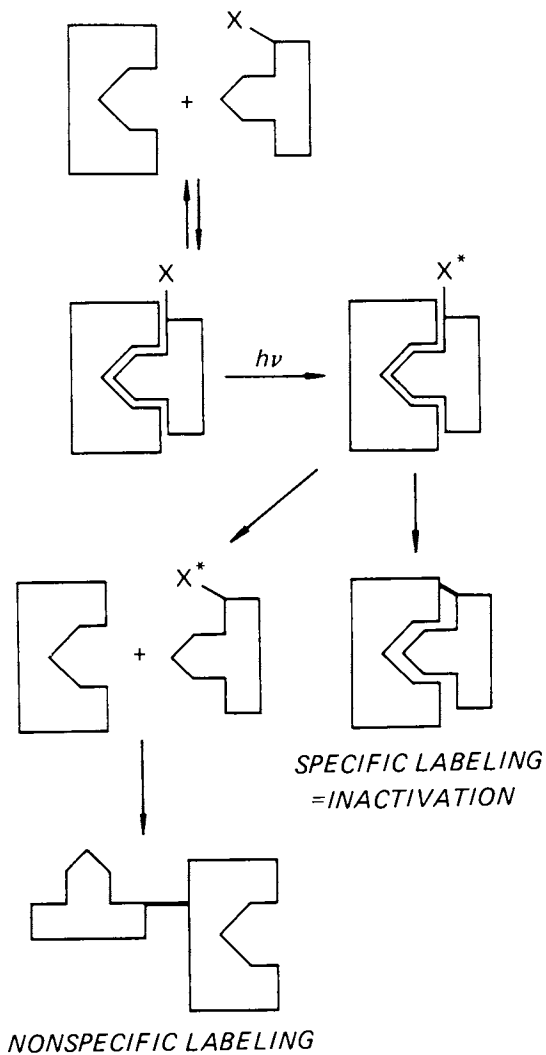 X
+
X
X*
hν
X*
+
SPECIFIC LABELING
=INACTIVATION
NONSPECIFIC LABELING